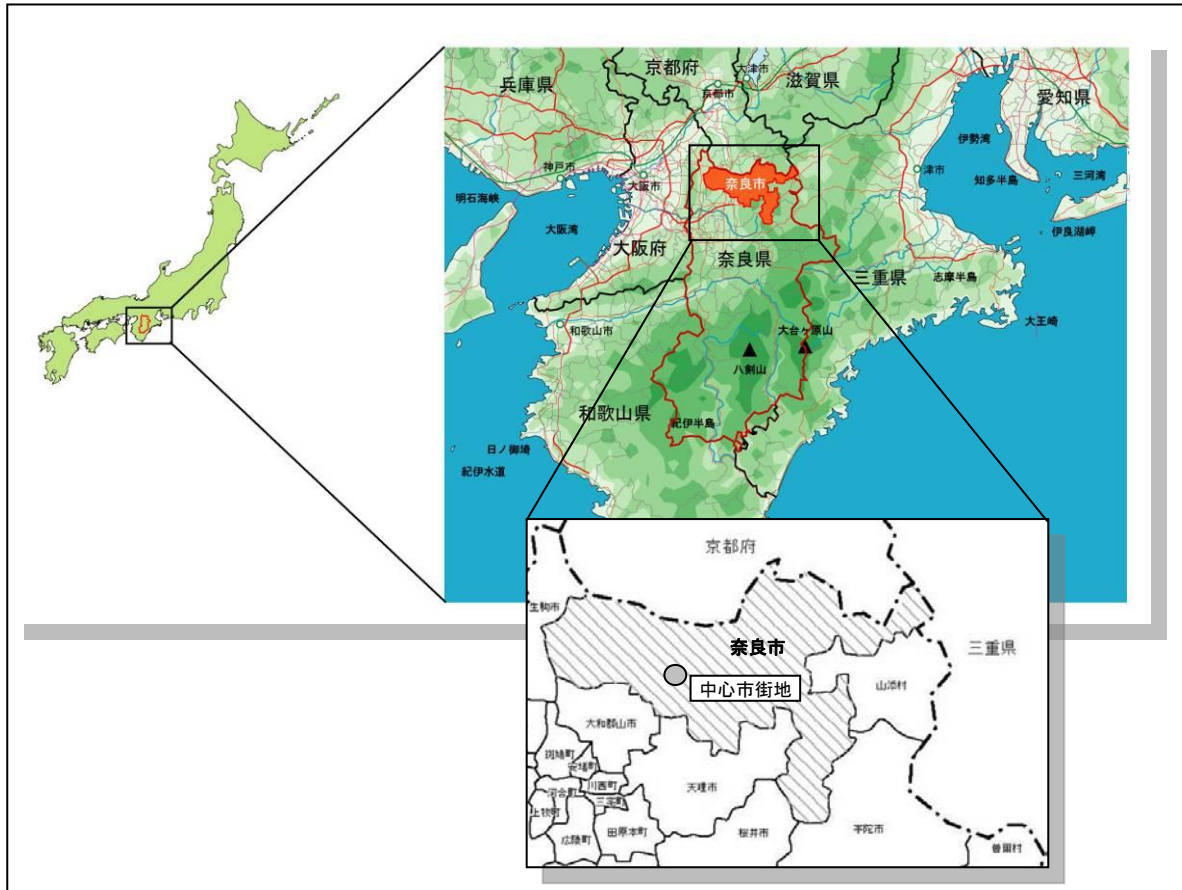 京都府
大津市
滋賀県
兵庫県
京都市
愛知県
伊勢湾
神戸市
大阪市
奈良市
津市
知多半島
三河湾
明石海峡
大阪湾
伊良湖岬
大阪府
奈良県
三重県
志摩半島
和歌山市
大台ヶ原山
大王崎
八剣山
和歌山県
紀伊半島
日ノ御埼
紀伊水道
京都府
生駒市
奈良市
三重県
中心市街地
山添村
大和郡山市
斑鳩町
安堵町
川西町
天理市
河合町
三宅町
上牧町
田原本町
桜井市
宇陀市
広陵町
曽爾村